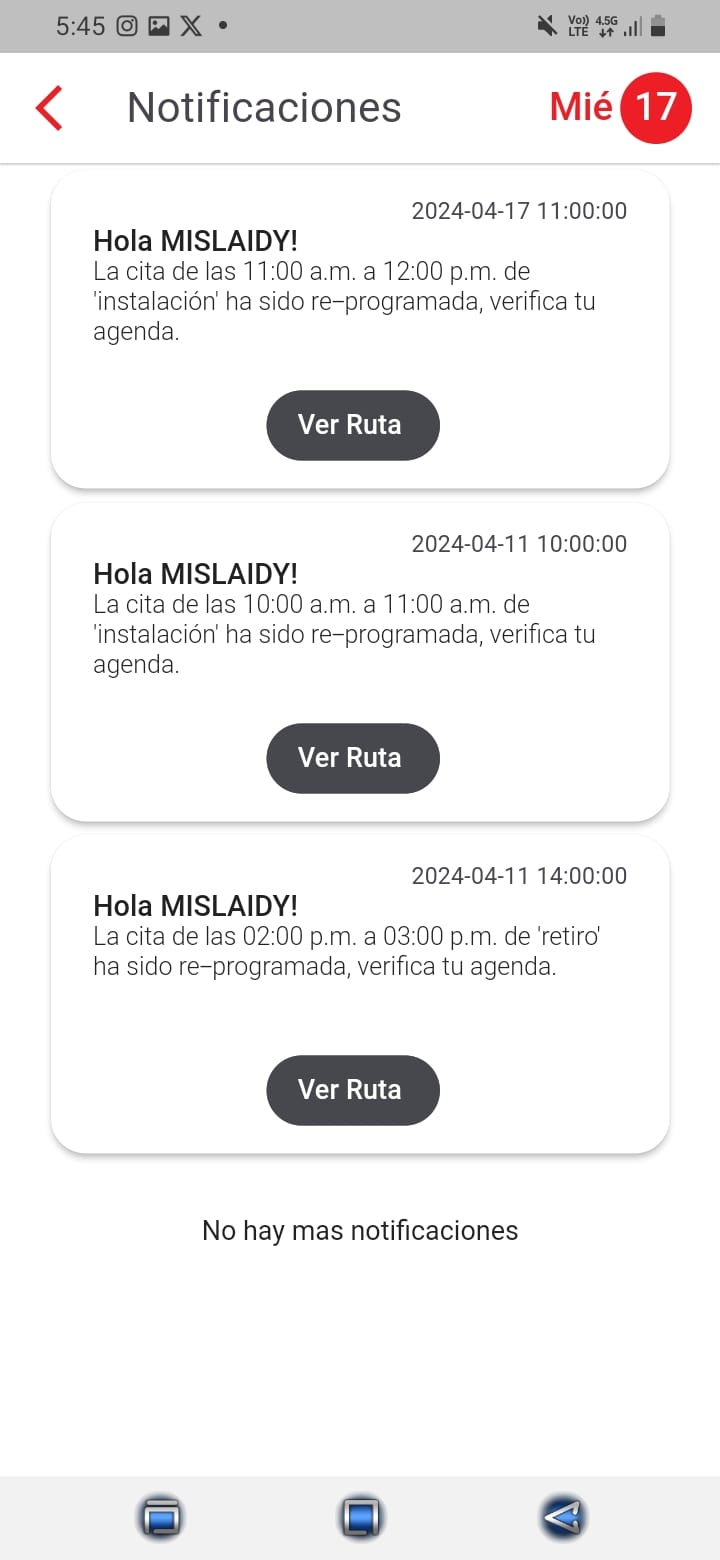 5:45
Vo)) 4.5G
LTE
Notificaciones
Mié 17
2024-04-17 11:00:00
Hola MISLAIDY!
La cita de las 11:00 a.m. a 12:00 p.m. de
'instalación' ha sido re-programada, verifica tu
agenda.
Ver Ruta
2024-04-11 10:00:00
Hola MISLAIDY!
La cita de las 10:00 a.m. a 11:00 a.m. de
'instalación' ha sido re-programada, verifica tu
agenda.
Ver Ruta
2024-04-11 14:00:00
Hola MISLAIDY!
La cita de las 02:00 p.m. a 03:00 p.m. de 'retiro'
ha sido re-programada, verifica tu agenda.
Ver Ruta
No hay mas notificaciones